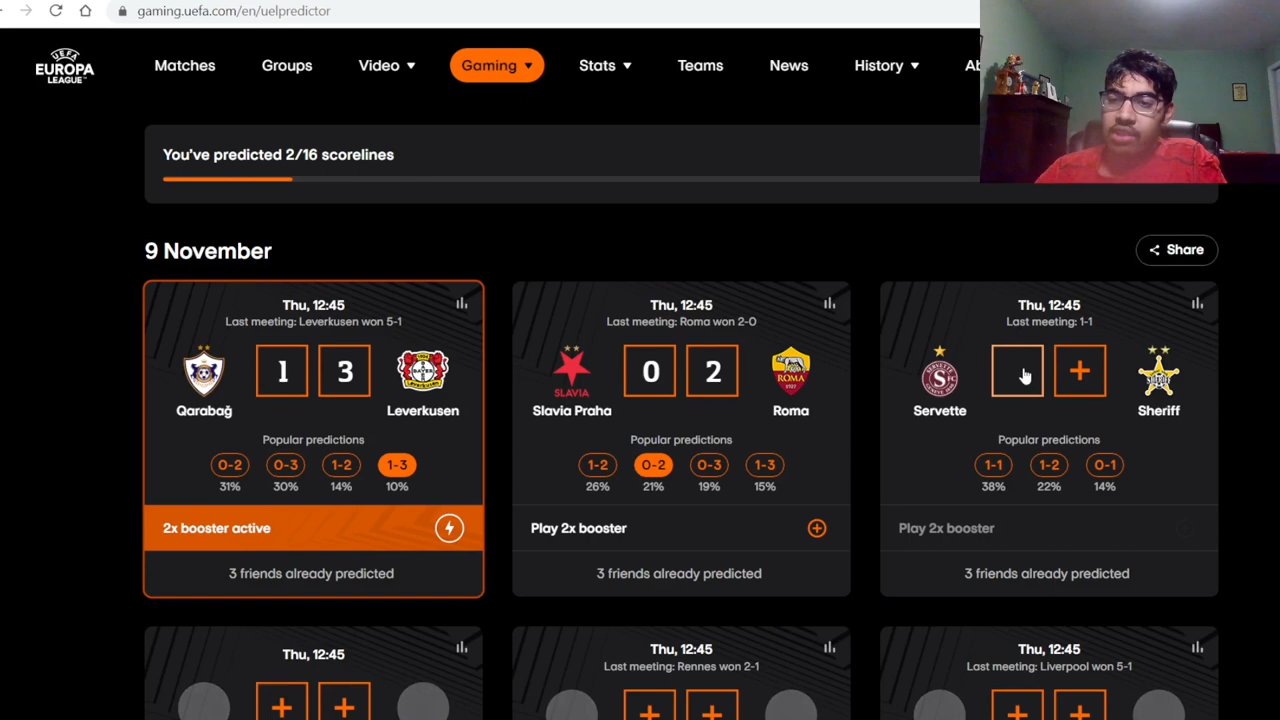 gaming.uefa.com/en/uelpredictor
UEFA
EUROPA
LEAGUE™
Matches
Groups
Video
Gaming
Stats
Teams
News
History
You've predicted 2/16 scorelines
9 November
Share
Thu, 12:45
Last meeting: Leverkusen won 5-1
1 3
Qarabağ
Leverkusen
Popular predictions
0-2 0-3 1-2 1-3
31% 30% 14% 10%
2x booster active
3 friends already predicted
Thu, 12:45
Last meeting: Roma won 2-0
SLAVIA
0 2
ROMA
1927
Slavia Praha
Roma
Popular predictions
1-2 0-2 0-3 1-3
26% 21% 19% 15%
Play 2x booster
3 friends already predicted
Thu, 12:45
Last meeting: 1-1
SHERIFF
Servette
Sheriff
Popular predictions
1-1 1-2 0-1
38% 22% 14%
Play 2x booster
3 friends already predicted
Thu, 12:45
Thu, 12:45
Last meeting: Rennes won 2-1
Thu, 12:45
Last meeting: Liverpool won 5-1